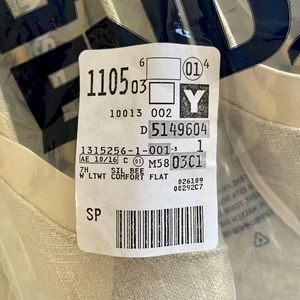 6 01 4
1105 03
Y
10013 002
D 5149604
1315256-1-001-3 1
AE 10/16 C 01 M58 03C1
7H SIL BEE
W LTWT COMFORT FLAT
026109
00292C7
SP